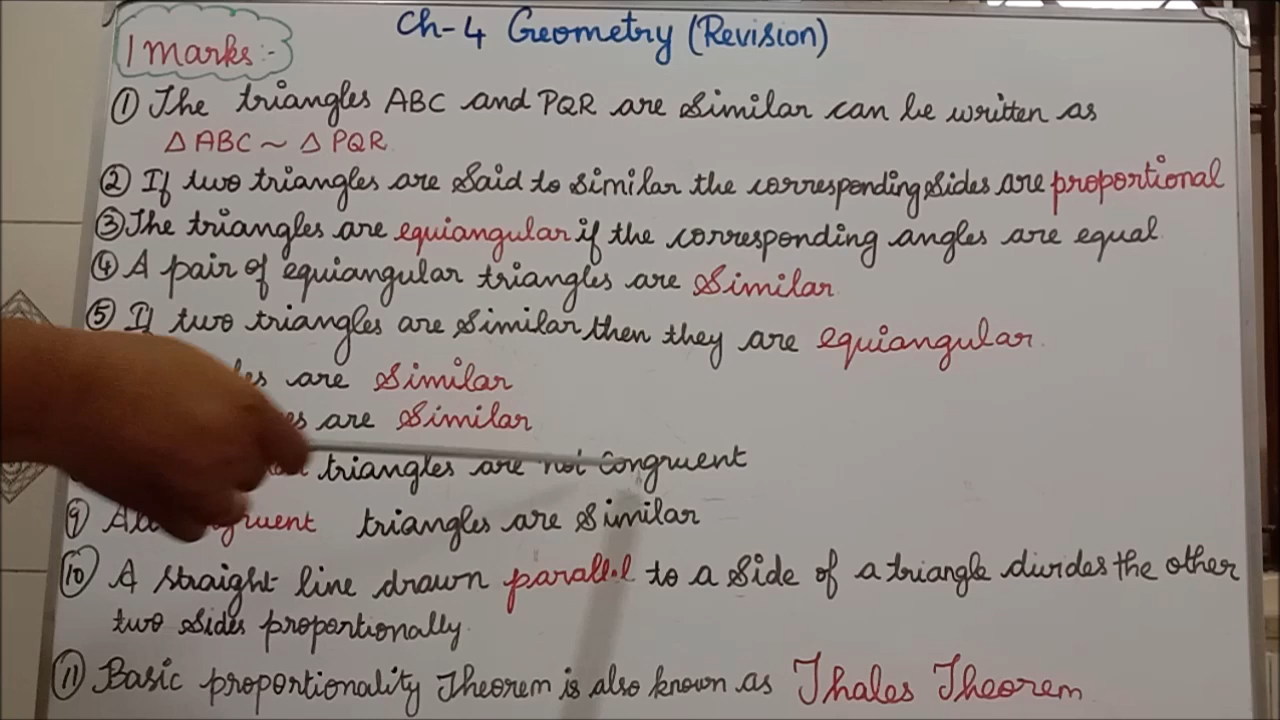 Ch-4 Geometry (Revision)
1 marks:-
① The triangles ABC and PQR are similar can be written as
Δ ABC ~ Δ PQR
② If two triangles are said to similar the corresponding sides are proportional
③ The triangles are equiangular if the corresponding angles are equal
④ A pair of equiangular triangles are similar
⑤ If two triangles are similar then they are equiangular
are similar
are similar
triangles are not congruent
⑨ triangles are similar
⑩ A straight line drawn parallel to a side of a triangle divides the other
two sides proportionally
⑪ Basic proportionality Theorem is also known as Thales Theorem